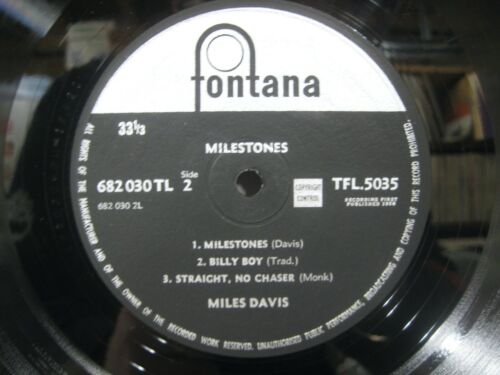 fontana
33 1/3
MILESTONES
682 030 TL
Side
2
682 030 2L
COPYRIGHT
CONTROL
TFL.5035
RECORDING FIRST
PUBLISHED 1958
1. MILESTONES (Davis)
2. BILLY BOY (Trad.)
3. STRAIGHT, NO CHASER (Monk)
MILES DAVIS
ALL RIGHTS OF THE MANUFACTURER AND OF THE OWNER OF THE RECORDED WORK RESERVED. UNAUTHORISED PUBLIC PERFORMANCE, BROADCASTING AND COPYING OF THIS RECORD PROHIBITED.